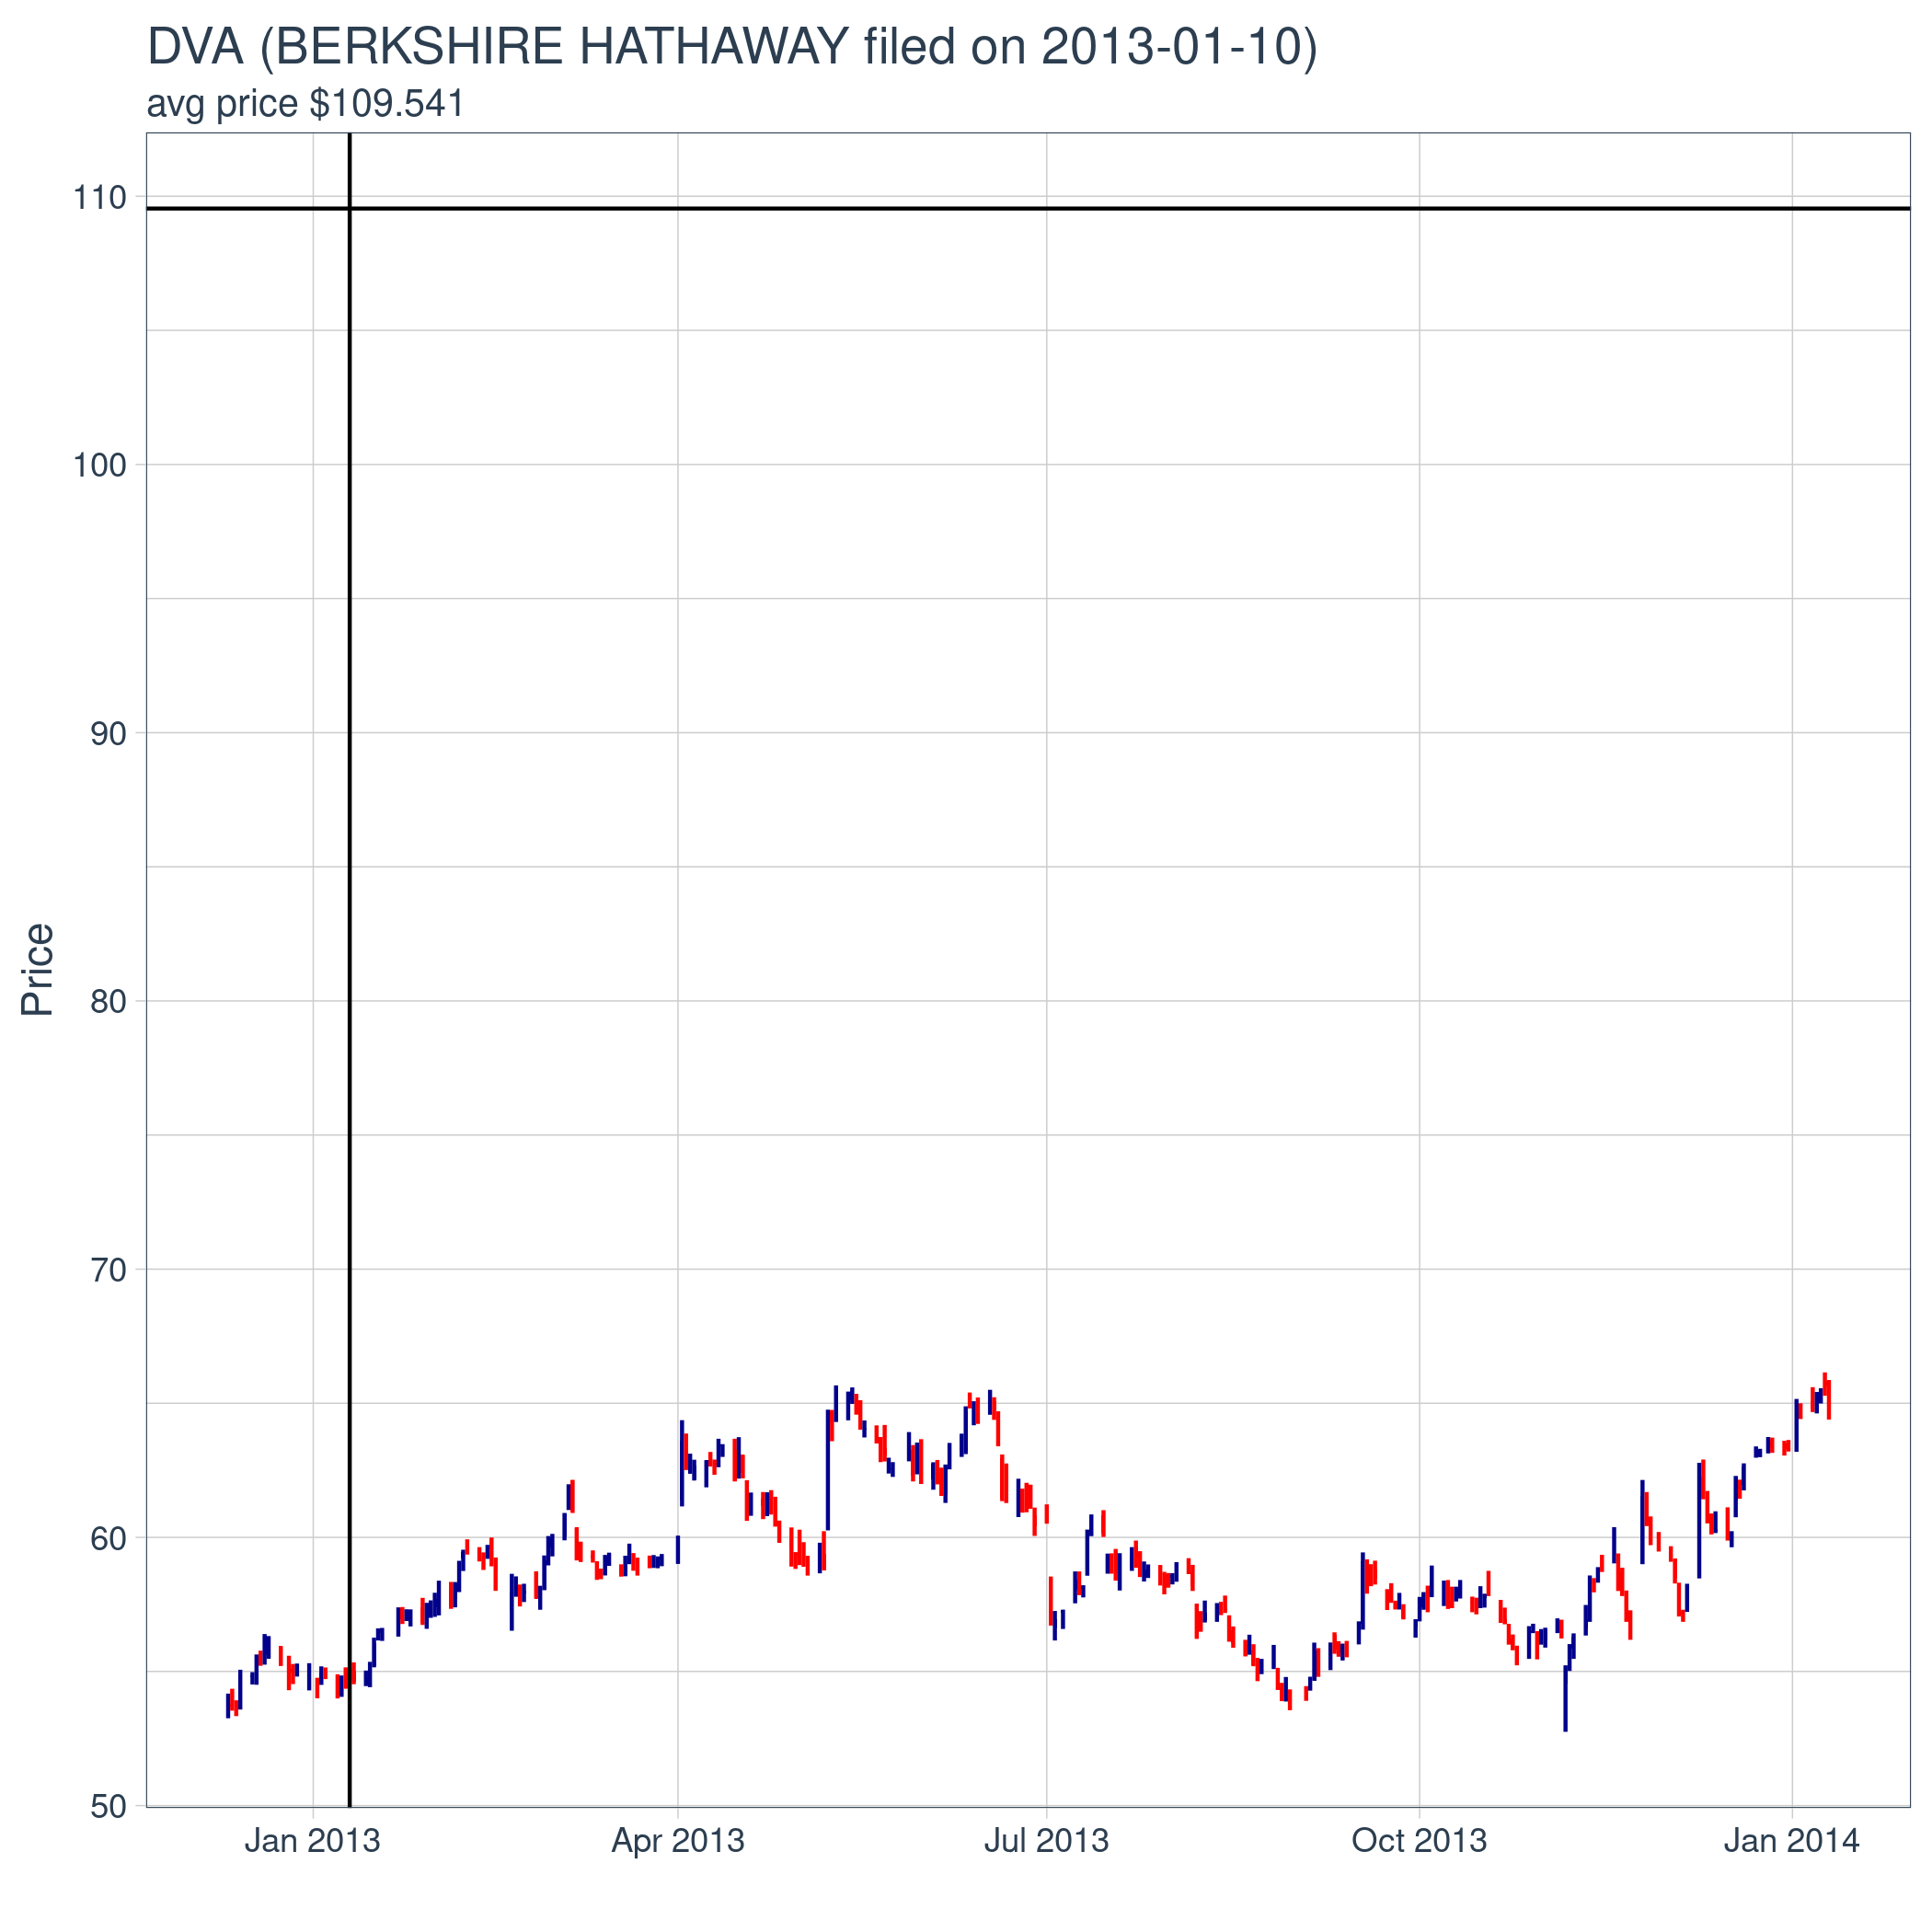 DVA (BERKSHIRE HATHAWAY filed on 2013-01-10)
avg price $109.541
110
100
90
80
70
60
50
Price
Jan 2013
Apr 2013
Jul 2013
Oct 2013
Jan 2014